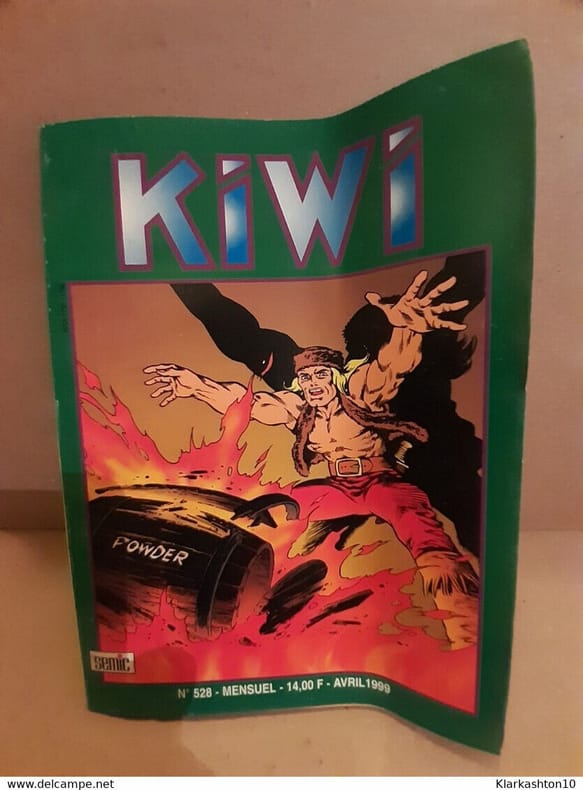 KiWi
POWDER
SEMIC
N° 528 - MENSUEL - 14,00 F - AVRIL 1999
www.delcampe.net
Klarkashton10